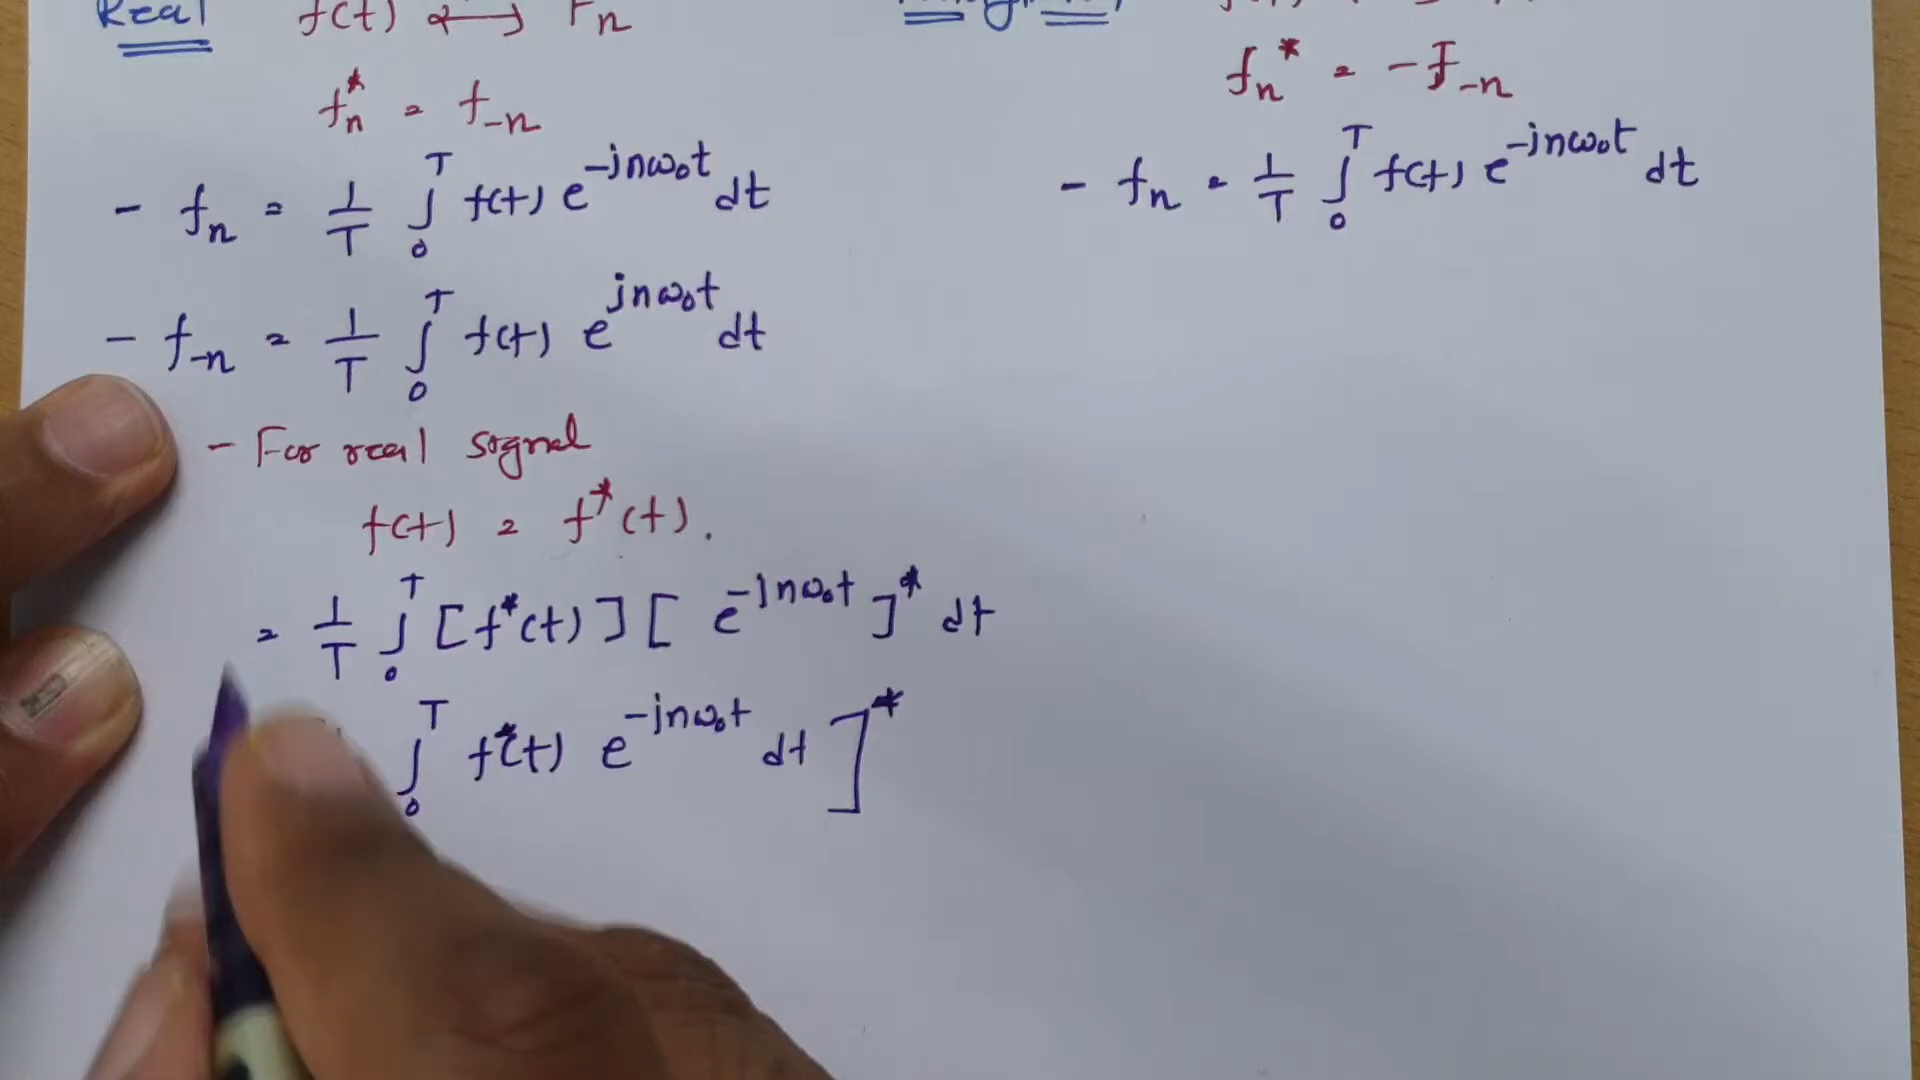 Real f(t) ⟷ Fn
fn* = f-n
- fn = 1/T ∫₀ᵀ f(t) e^{-jnω₀t} dt
- f-n = 1/T ∫₀ᵀ f(t) e^{jnω₀t} dt
- For real signal
f(t) = f*(t).
= 1/T ∫₀ᵀ [f*(t)] [e^{-jnω₀t}]* dt
∫₀ᵀ f*(t) e^{-jnω₀t} dt ]*
fn* = -F-n
- fn = 1/T ∫₀ᵀ f(t) e^{-jnω₀t} dt